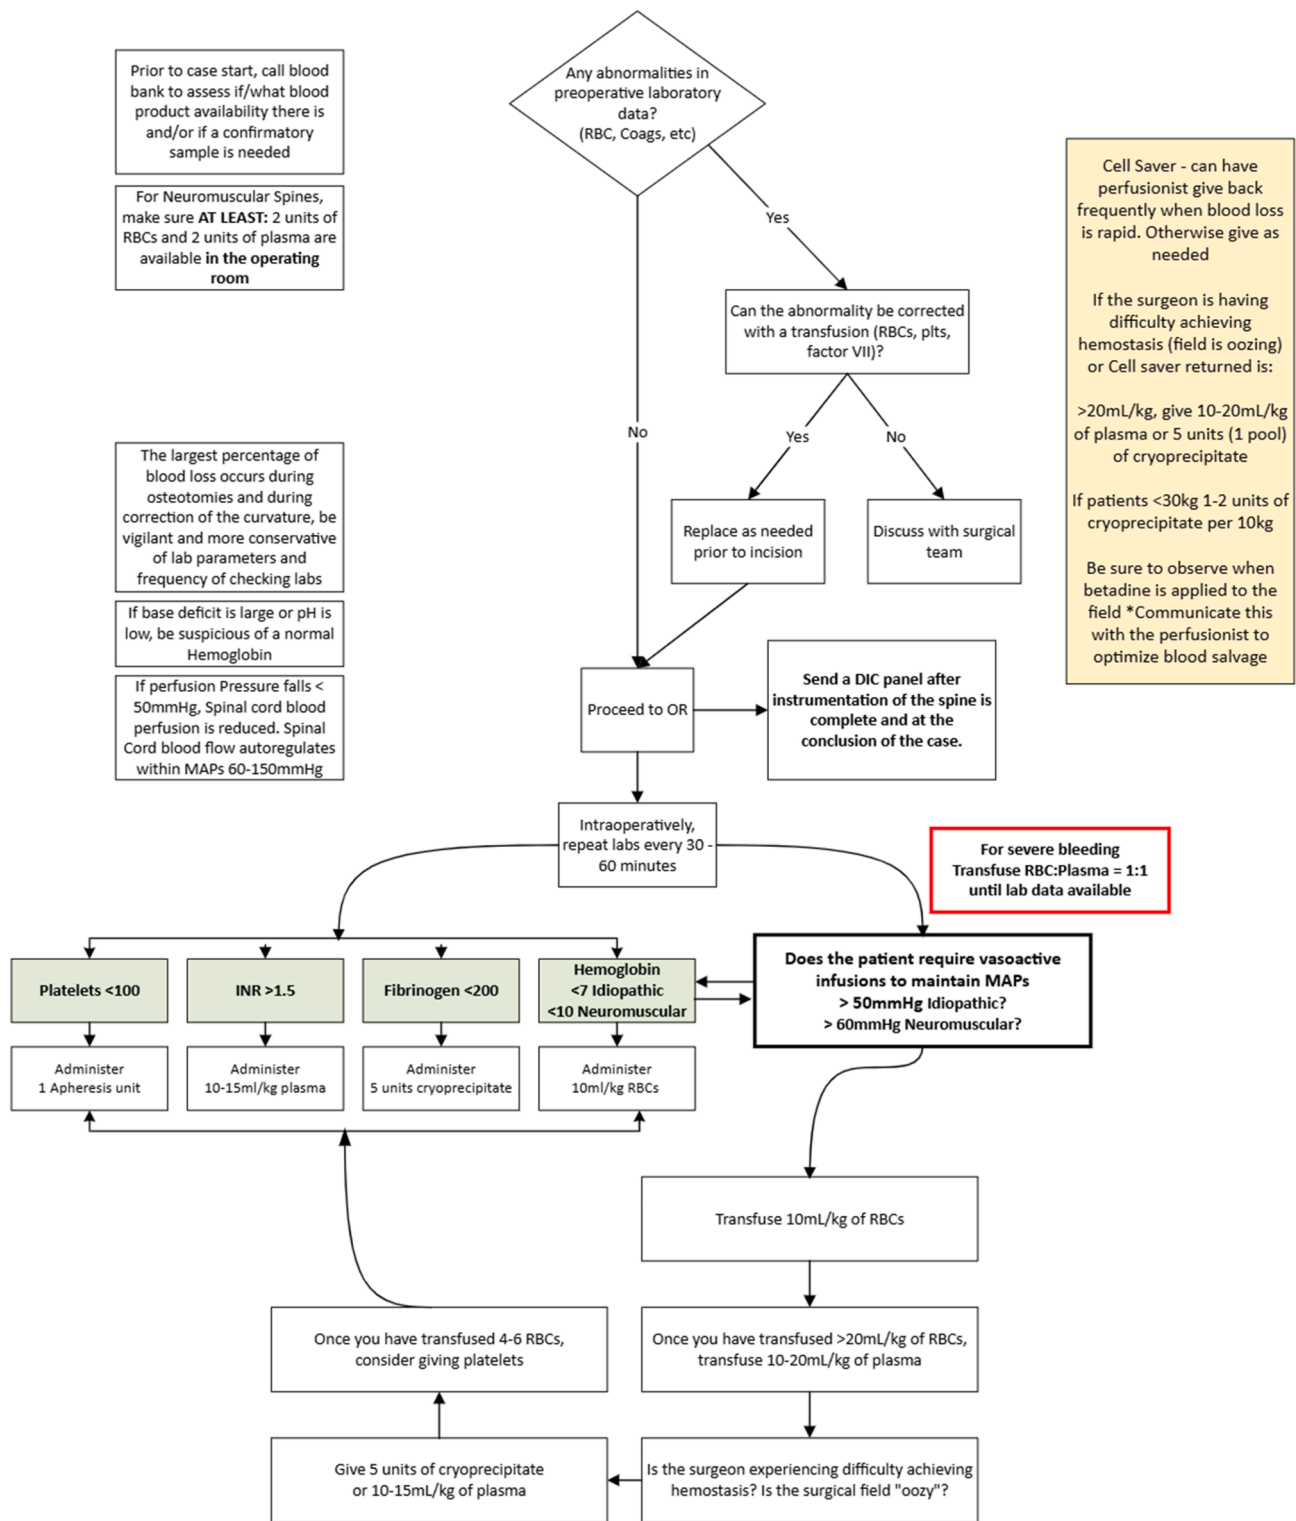 Any abnormalities in
preoperative laboratory
data?
(RBC, Coags, etc)
Prior to case start, call blood
bank to assess if/what blood
product availability there is
and/or if a confirmatory
sample is needed
For Neuromuscular Spines,
make sure AT LEAST: 2 units of
RBCs and 2 units of plasma are
available in the operating
room
Cell Saver - can have
perfusionist give back
frequently when blood loss
is rapid. Otherwise give as
needed
If the surgeon is having
difficulty achieving
hemostasis (field is oozing)
or Cell saver returned is:
>20mL/kg, give 10-20mL/kg
of plasma or 5 units (1 pool)
of cryoprecipitate
If patients <30kg 1-2 units of
cryoprecipitate per 10kg
Be sure to observe when
betadine is applied to the
field *Communicate this
with the perfusionist to
optimize blood salvage
Yes
Can the abnormality be corrected
with a transfusion (RBCs, plts,
factor VII)?
No
Yes
No
Replace as needed
prior to incision
Discuss with surgical
team
The largest percentage of
blood loss occurs during
osteotomies and during
correction of the curvature, be
vigilant and more conservative
of lab parameters and
frequency of checking labs
If base deficit is large or pH is
low, be suspicious of a normal
Hemoglobin
If perfusion Pressure falls <
50mmHg, Spinal cord blood
perfusion is reduced. Spinal
Cord blood flow autoregulates
within MAPs 60-150mmHg
Proceed to OR
Send a DIC panel after
instrumentation of the spine is
complete and at the
conclusion of the case.
Intraoperatively,
repeat labs every 30 -
60 minutes
For severe bleeding
Transfuse RBC:Plasma = 1:1
until lab data available
Platelets <100
INR >1.5
Fibrinogen <200
Hemoglobin
<7 Idiopathic
<10 Neuromuscular
Does the patient require vasoactive
infusions to maintain MAPs
> 50mmHg Idiopathic?
> 60mmHg Neuromuscular?
Administer
1 Apheresis unit
Administer
10-15ml/kg plasma
Administer
5 units cryoprecipitate
Administer
10ml/kg RBCs
Transfuse 10mL/kg of RBCs
Once you have transfused 4-6 RBCs,
consider giving platelets
Once you have transfused >20mL/kg of RBCs,
transfuse 10-20mL/kg of plasma
Give 5 units of cryoprecipitate
or 10-15mL/kg of plasma
Is the surgeon experiencing difficulty achieving
hemostasis? Is the surgical field "oozy"?